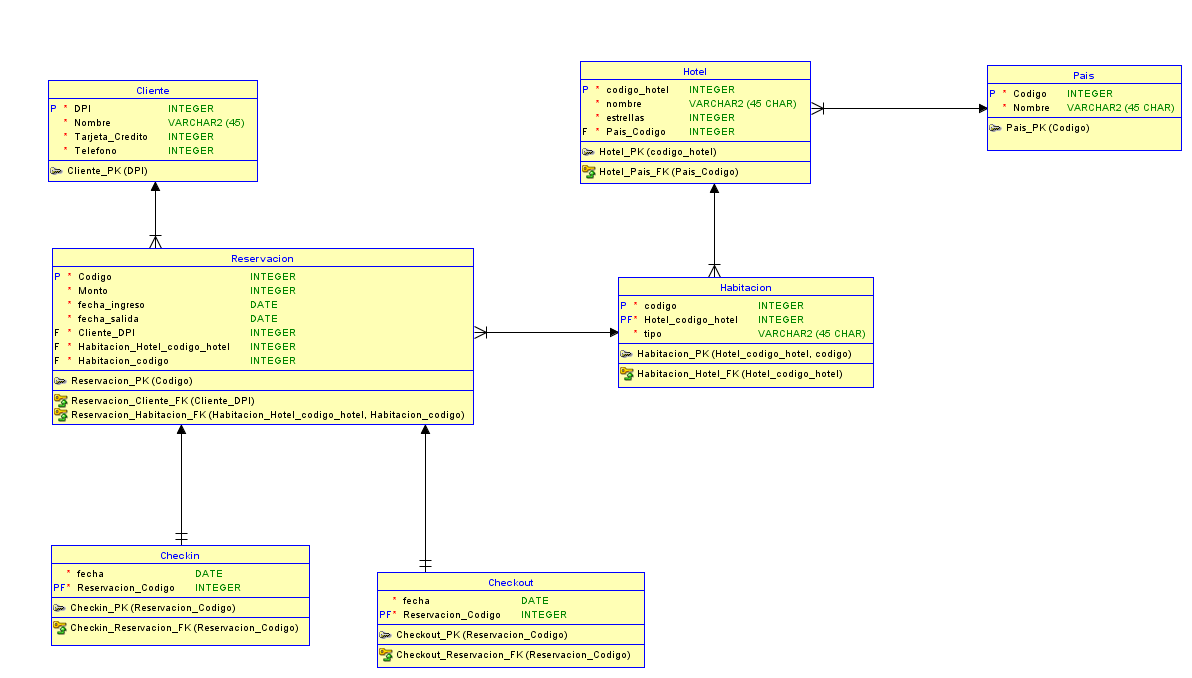 Cliente
P * DPI INTEGER
* Nombre VARCHAR2 (45)
* Tarjeta_Credito INTEGER
* Telefono INTEGER
Cliente_PK (DPI)
Hotel
P * codigo_hotel INTEGER
* nombre VARCHAR2 (45 CHAR)
* estrellas INTEGER
F * Pais_Codigo INTEGER
Hotel_PK (codigo_hotel)
Hotel_Pais_FK (Pais_Codigo)
Pais
P * Codigo INTEGER
* Nombre VARCHAR2 (45 CHAR)
Pais_PK (Codigo)
Reservacion
P * Codigo INTEGER
* Monto INTEGER
* fecha_ingreso DATE
* fecha_salida DATE
F * Cliente_DPI INTEGER
F * Habitacion_Hotel_codigo_hotel INTEGER
F * Habitacion_codigo INTEGER
Reservacion_PK (Codigo)
Reservacion_Cliente_FK (Cliente_DPI)
Reservacion_Habitacion_FK (Habitacion_Hotel_codigo_hotel, Habitacion_codigo)
Habitacion
P * codigo INTEGER
PF* Hotel_codigo_hotel INTEGER
* tipo VARCHAR2 (45 CHAR)
Habitacion_PK (Hotel_codigo_hotel, codigo)
Habitacion_Hotel_FK (Hotel_codigo_hotel)
Checkin
* fecha DATE
PF* Reservacion_Codigo INTEGER
Checkin_PK (Reservacion_Codigo)
Checkin_Reservacion_FK (Reservacion_Codigo)
Checkout
* fecha DATE
PF* Reservacion_Codigo INTEGER
Checkout_PK (Reservacion_Codigo)
Checkout_Reservacion_FK (Reservacion_Codigo)